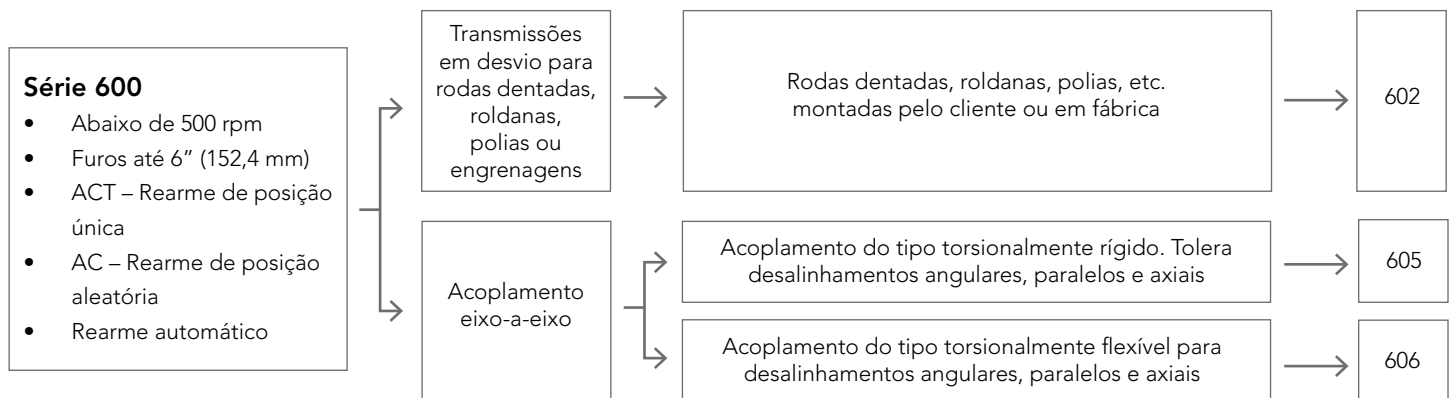 Série 600
• Abaixo de 500 rpm
• Furos até 6” (152,4 mm)
• ACT – Rearme de posição
única
• AC – Rearme de posição
aleatória
• Rearme automático
Transmissões
em desvio para
rodas dentadas,
roldanas,
polias ou
engrenagens
Rodas dentadas, roldanas, polias, etc.
montadas pelo cliente ou em fábrica
602
Acoplamento
eixo-a-eixo
Acoplamento do tipo torsionalmente rígido. Tolera
desalinhamentos angulares, paralelos e axiais
605
Acoplamento do tipo torsionalmente flexível para
desalinhamentos angulares, paralelos e axiais
606